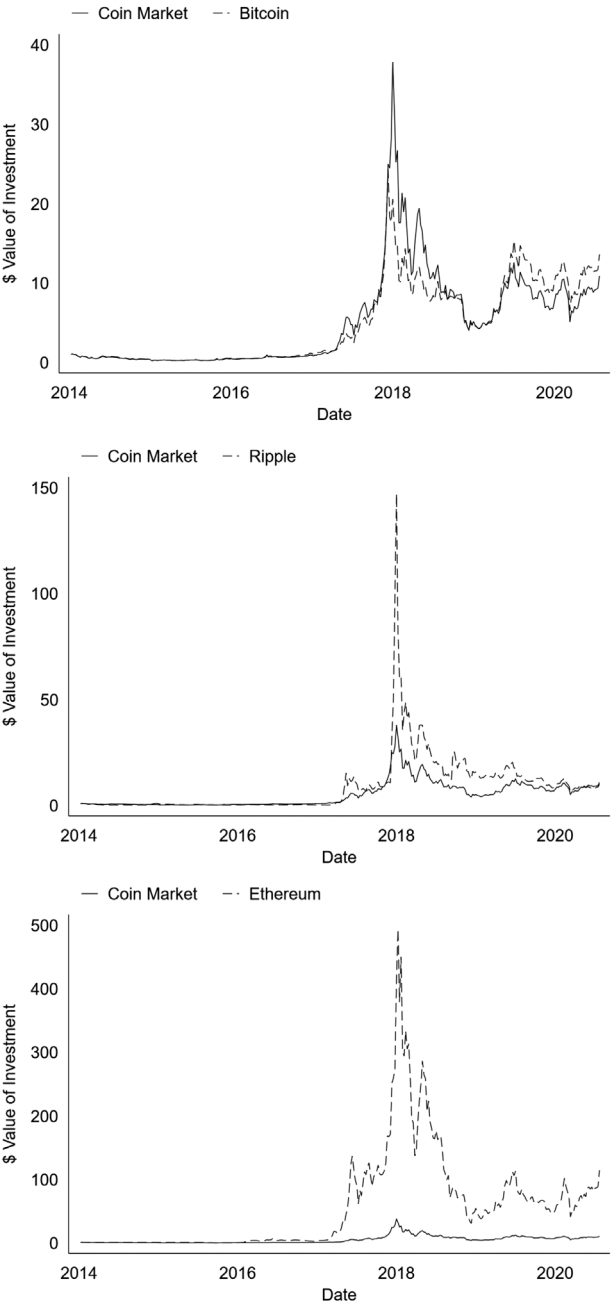 Coin Market Bitcoin
$ Value of Investment
40
30
20
10
0
2014 2016 2018 2020
Date
Coin Market Ripple
$ Value of Investment
150
100
50
0
2014 2016 2018 2020
Date
Coin Market Ethereum
$ Value of Investment
500
400
300
200
100
0
2014 2016 2018 2020
Date